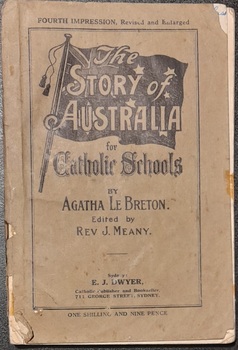 FOURTH IMPRESSION, Revised and Enlarged
The
STORY of
AUSTRALIA
for
Catholic Schools
BY
AGATHA LE BRETON.
Edited by
REV J. MEANY.
E. J. DWYER,
Catholic Publisher and Bookseller,
GEORGE STREET, SYDNEY.
ONE SHILLING AND NINE PENCE